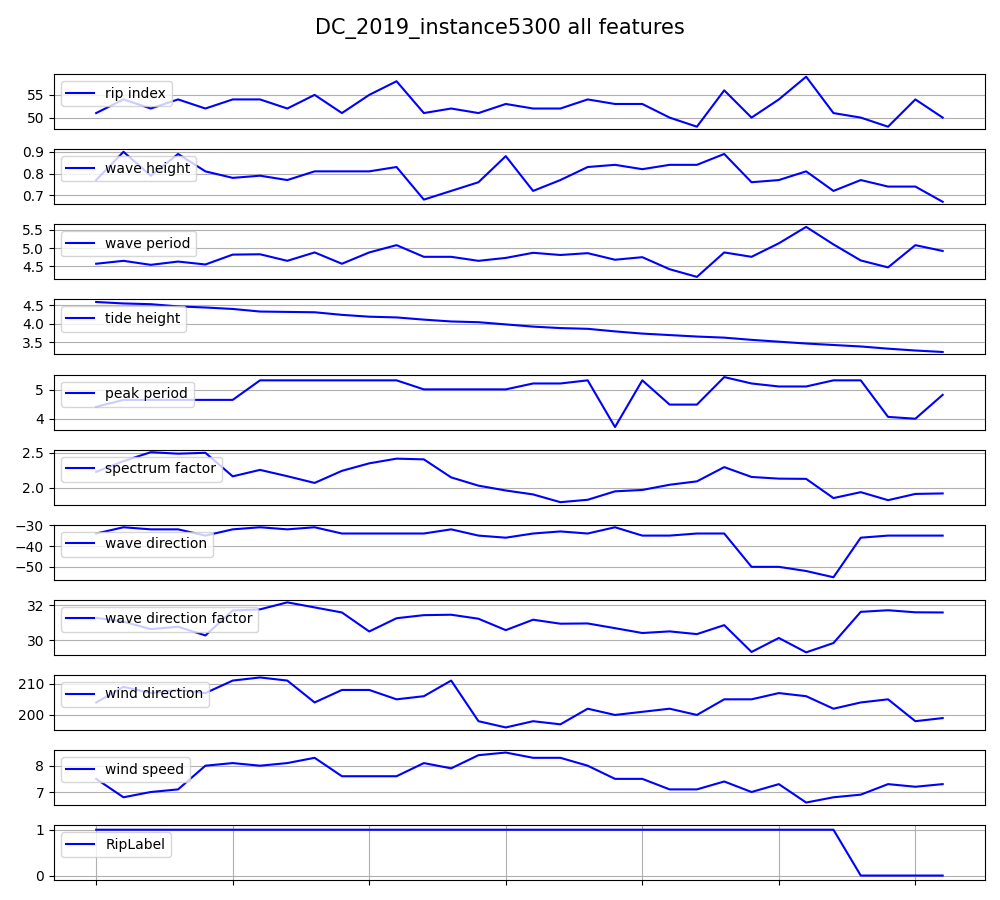 DC_2019_instance5300 all features
55
50
rip index
0.9
0.8
0.7
wave height
5.5
5.0
4.5
wave period
4.5
4.0
3.5
tide height
5
4
peak period
2.5
2.0
spectrum factor
−30
−40
−50
wave direction
32
30
wave direction factor
210
200
wind direction
8
7
wind speed
1
0
RipLabel